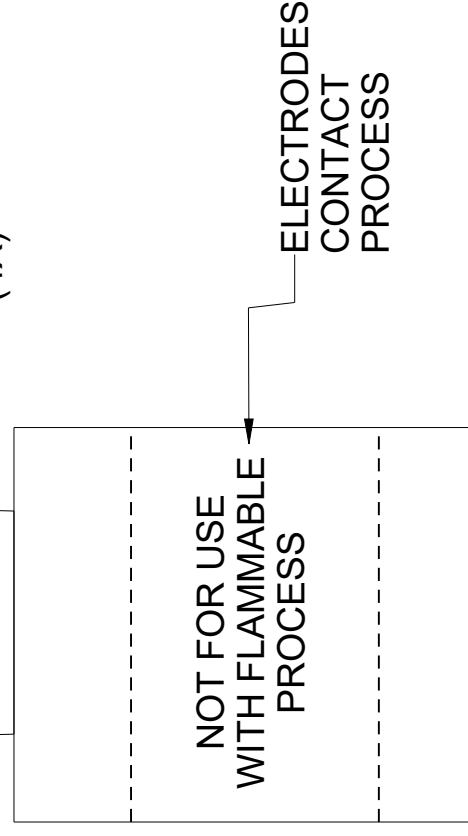 NOT FOR USE
WITH FLAMMABLE
PROCESS
ELECTRODES
CONTACT
PROCESS